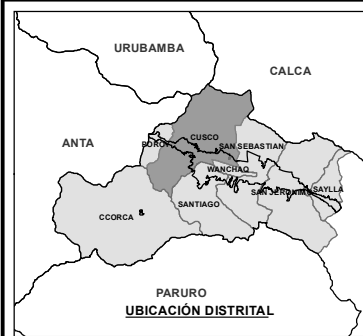 URUBAMBA
CALCA
ANTA
CUSCO
POROY
SAN SEBASTIAN
WANCHAQ
SAN JERONIMO
SAYLLA
SANTIAGO
CCORCA
PARURO
UBICACIÓN DISTRITAL